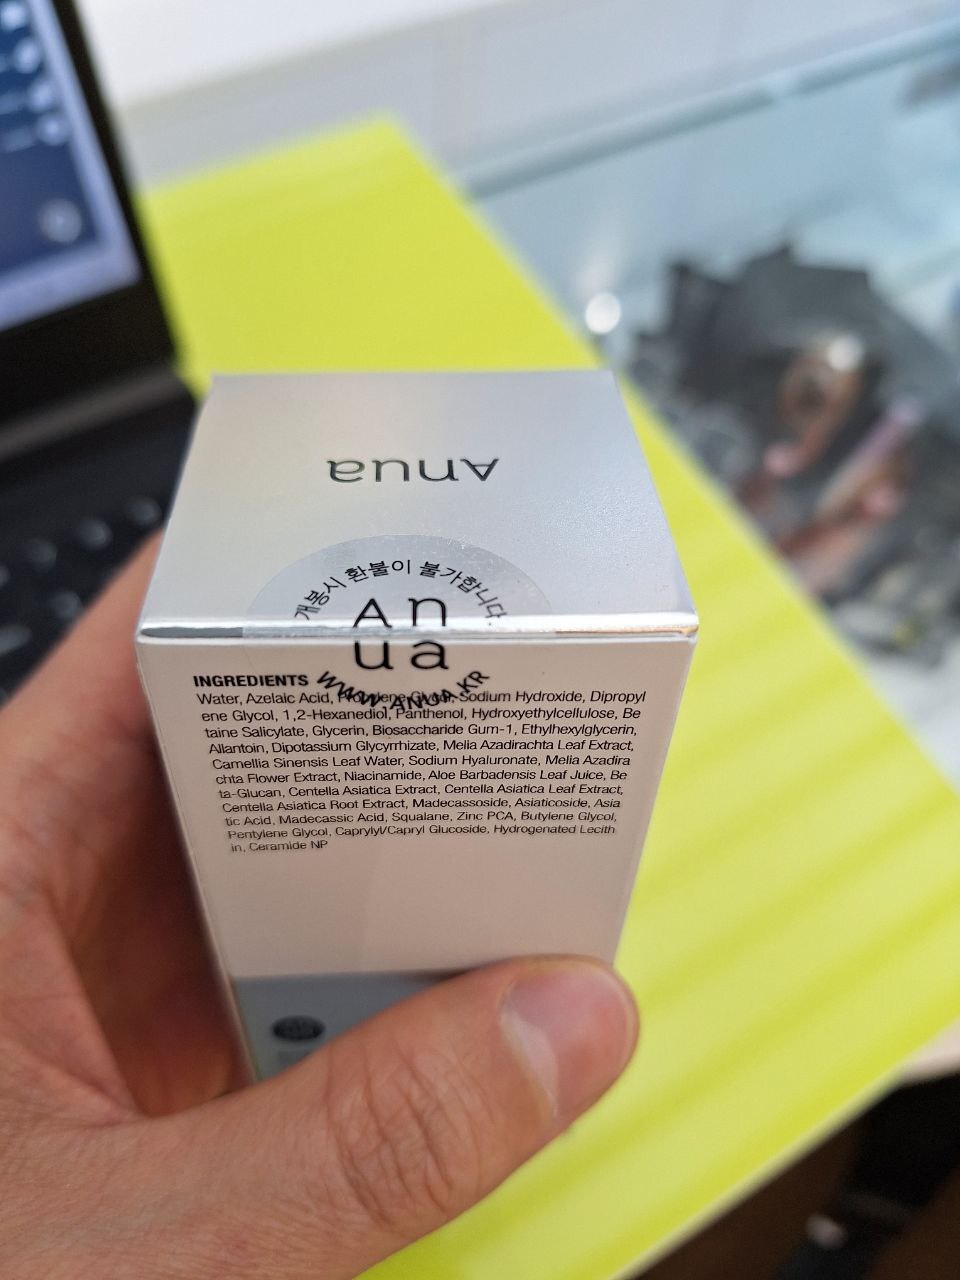 Anua
개봉시 환불이 불가합니다.
An
ua
WWW.ANUA.KR
INGREDIENTS
Water, Azelaic Acid, Propylene Glycol, Sodium Hydroxide, Dipropyl
ene Glycol, 1,2-Hexanediol, Panthenol, Hydroxyethylcellulose, Be
taine Salicylate, Glycerin, Biosaccharide Gum-1, Ethylhexylglycerin,
Allantoin, Dipotassium Glycyrrhizate, Melia Azadirachta Leaf Extract,
Camellia Sinensis Leaf Water, Sodium Hyaluronate, Melia Azadira
chta Flower Extract, Niacinamide, Aloe Barbadensis Leaf Juice, Be
ta-Glucan, Centella Asiatica Extract, Centella Asiatica Leaf Extract,
Centella Asiatica Root Extract, Madecassoside, Asiaticoside, Asia
tic Acid, Madecassic Acid, Squalane, Zinc PCA, Butylene Glycol,
Pentylene Glycol, Caprylyl/Capryl Glucoside, Hydrogenated Lecith
in, Ceramide NP